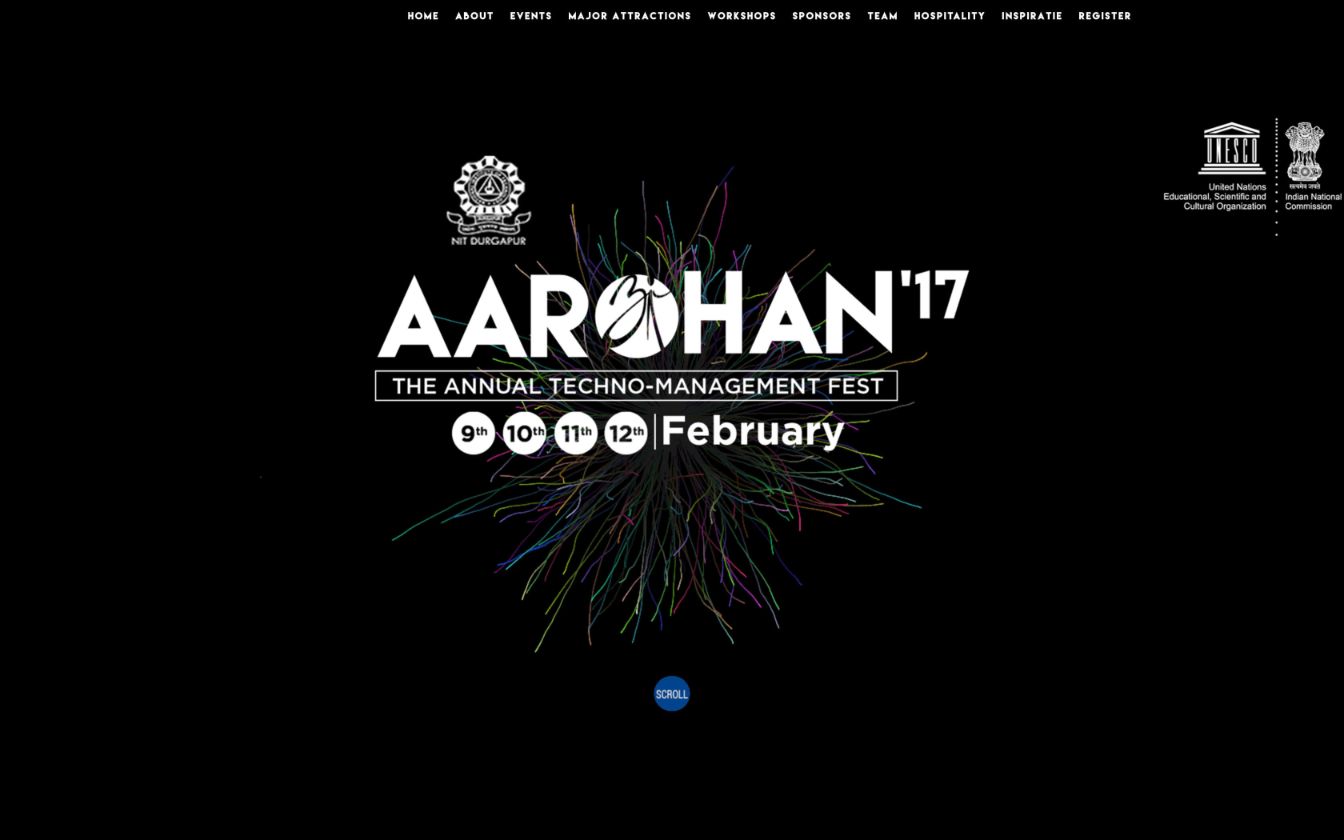 HOME ABOUT EVENTS MAJOR ATTRACTIONS WORKSHOPS SPONSORS TEAM HOSPITALITY INSPIRATIE REGISTER
UNESCO
सत्यमेव जयते
United Nations
Educational, Scientific and
Cultural Organization
Indian National
Commission
NIT DURGAPUR
AAROHAN'17
THE ANNUAL TECHNO-MANAGEMENT FEST
9th 10th 11th 12th February
SCROLL